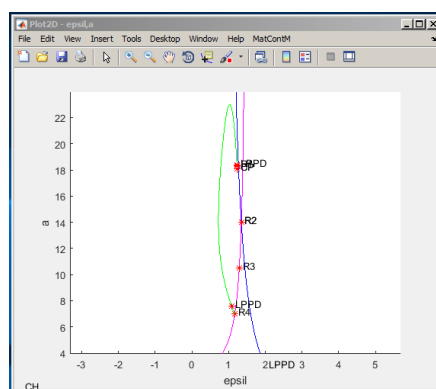 Plot2D - epsil,a
File Edit View Insert Tools Desktop Window Help MatContM
22
20
18
16
14
12
10
8
6
4
a
LPPD
R2
R3
LPPD
R4
-3 -2 -1 0 1 2LPPD 3 4 5
CH
epsil